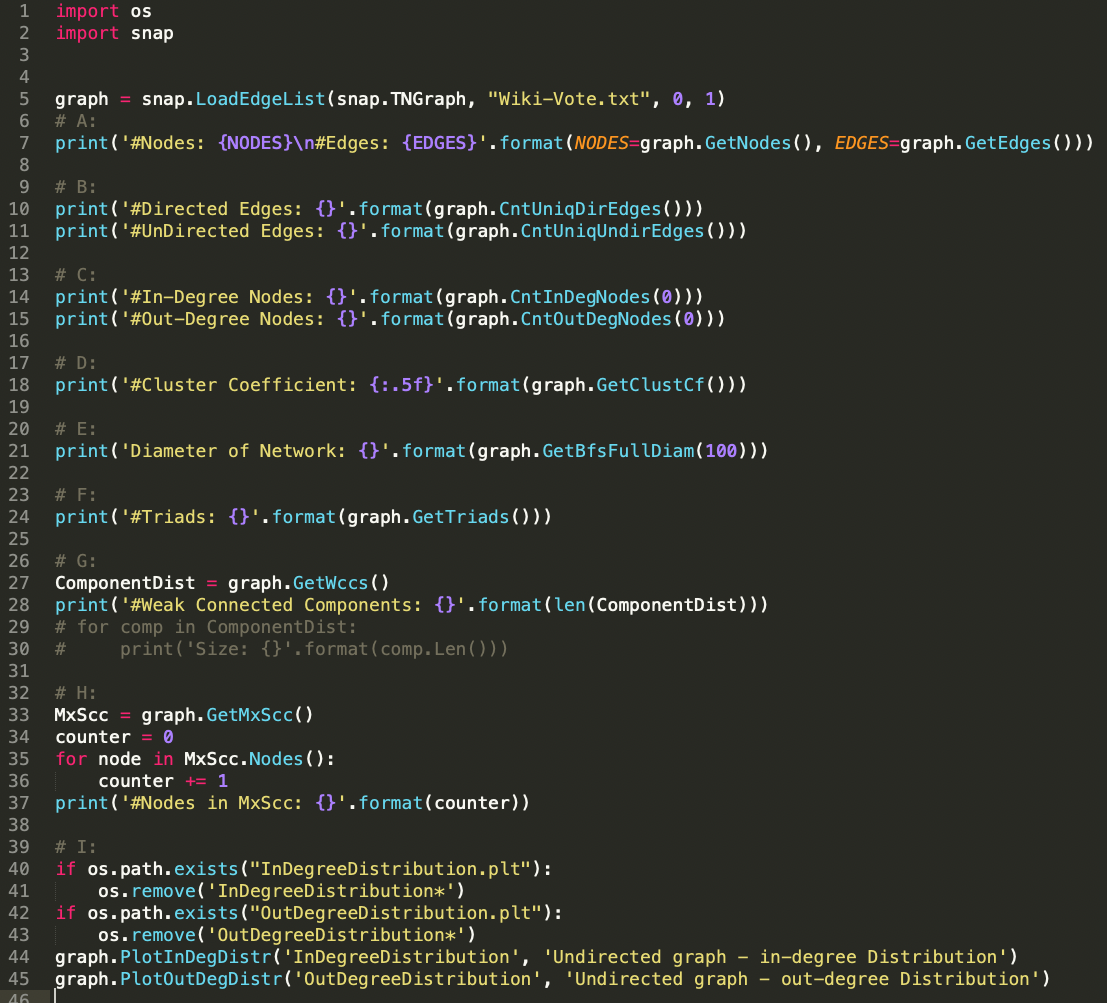 1 import os
2 import snap
3
4
5 graph = snap.LoadEdgeList(snap.TNGraph, "Wiki-Vote.txt", 0, 1)
6 # A:
7 print('#Nodes: {NODES}\n#Edges: {EDGES}'.format(NODES=graph.GetNodes(), EDGES=graph.GetEdges()))
8
9 # B:
10 print('#Directed Edges: {}'.format(graph.CntUniqDirEdges()))
11 print('#UnDirected Edges: {}'.format(graph.CntUniqUndirEdges()))
12
13 # C:
14 print('#In-Degree Nodes: {}'.format(graph.CntInDegNodes(0)))
15 print('#Out-Degree Nodes: {}'.format(graph.CntOutDegNodes(0)))
16
17 # D:
18 print('#Cluster Coefficient: {:.5f}'.format(graph.GetClustCf()))
19
20 # E:
21 print('Diameter of Network: {}'.format(graph.GetBfsFullDiam(100)))
22
23 # F:
24 print('#Triads: {}'.format(graph.GetTriads()))
25
26 # G:
27 ComponentDist = graph.GetWccs()
28 print('#Weak Connected Components: {}'.format(len(ComponentDist)))
29 # for comp in ComponentDist:
30 #     print('Size: {}'.format(comp.Len()))
31
32 # H:
33 MxScc = graph.GetMxScc()
34 counter = 0
35 for node in MxScc.Nodes():
36     counter += 1
37 print('#Nodes in MxScc: {}'.format(counter))
38
39 # I:
40 if os.path.exists("InDegreeDistribution.plt"):
41     os.remove('InDegreeDistribution*')
42 if os.path.exists("OutDegreeDistribution.plt"):
43     os.remove('OutDegreeDistribution*')
44 graph.PlotInDegDistr('InDegreeDistribution', 'Undirected graph - in-degree Distribution')
45 graph.PlotOutDegDistr('OutDegreeDistribution', 'Undirected graph - out-degree Distribution')
46